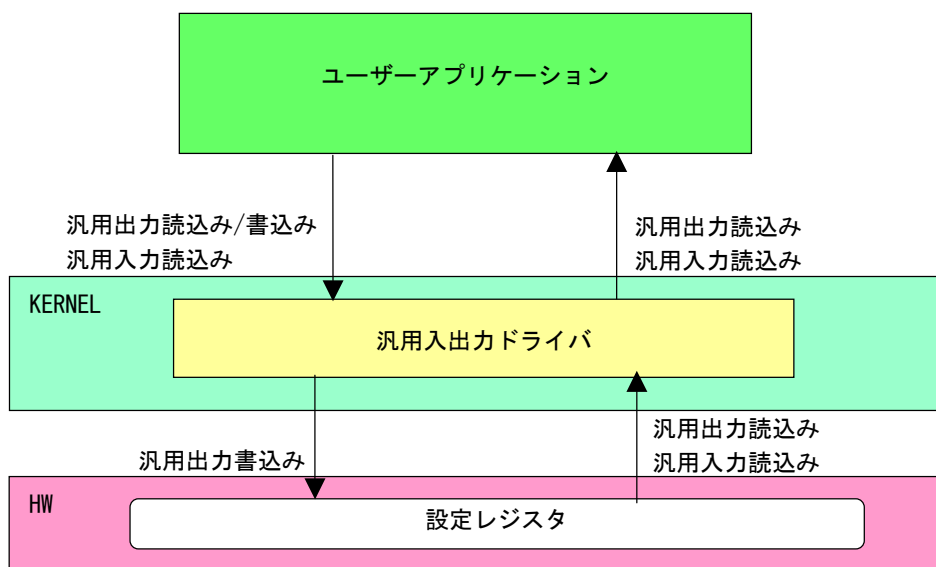 ユーザーアプリケーション
汎用出力読込み/書込み
汎用入力読込み
汎用出力読込み
汎用入力読込み
KERNEL
汎用入出力ドライバ
汎用出力書込み
汎用出力読込み
汎用入力読込み
HW
設定レジスタ